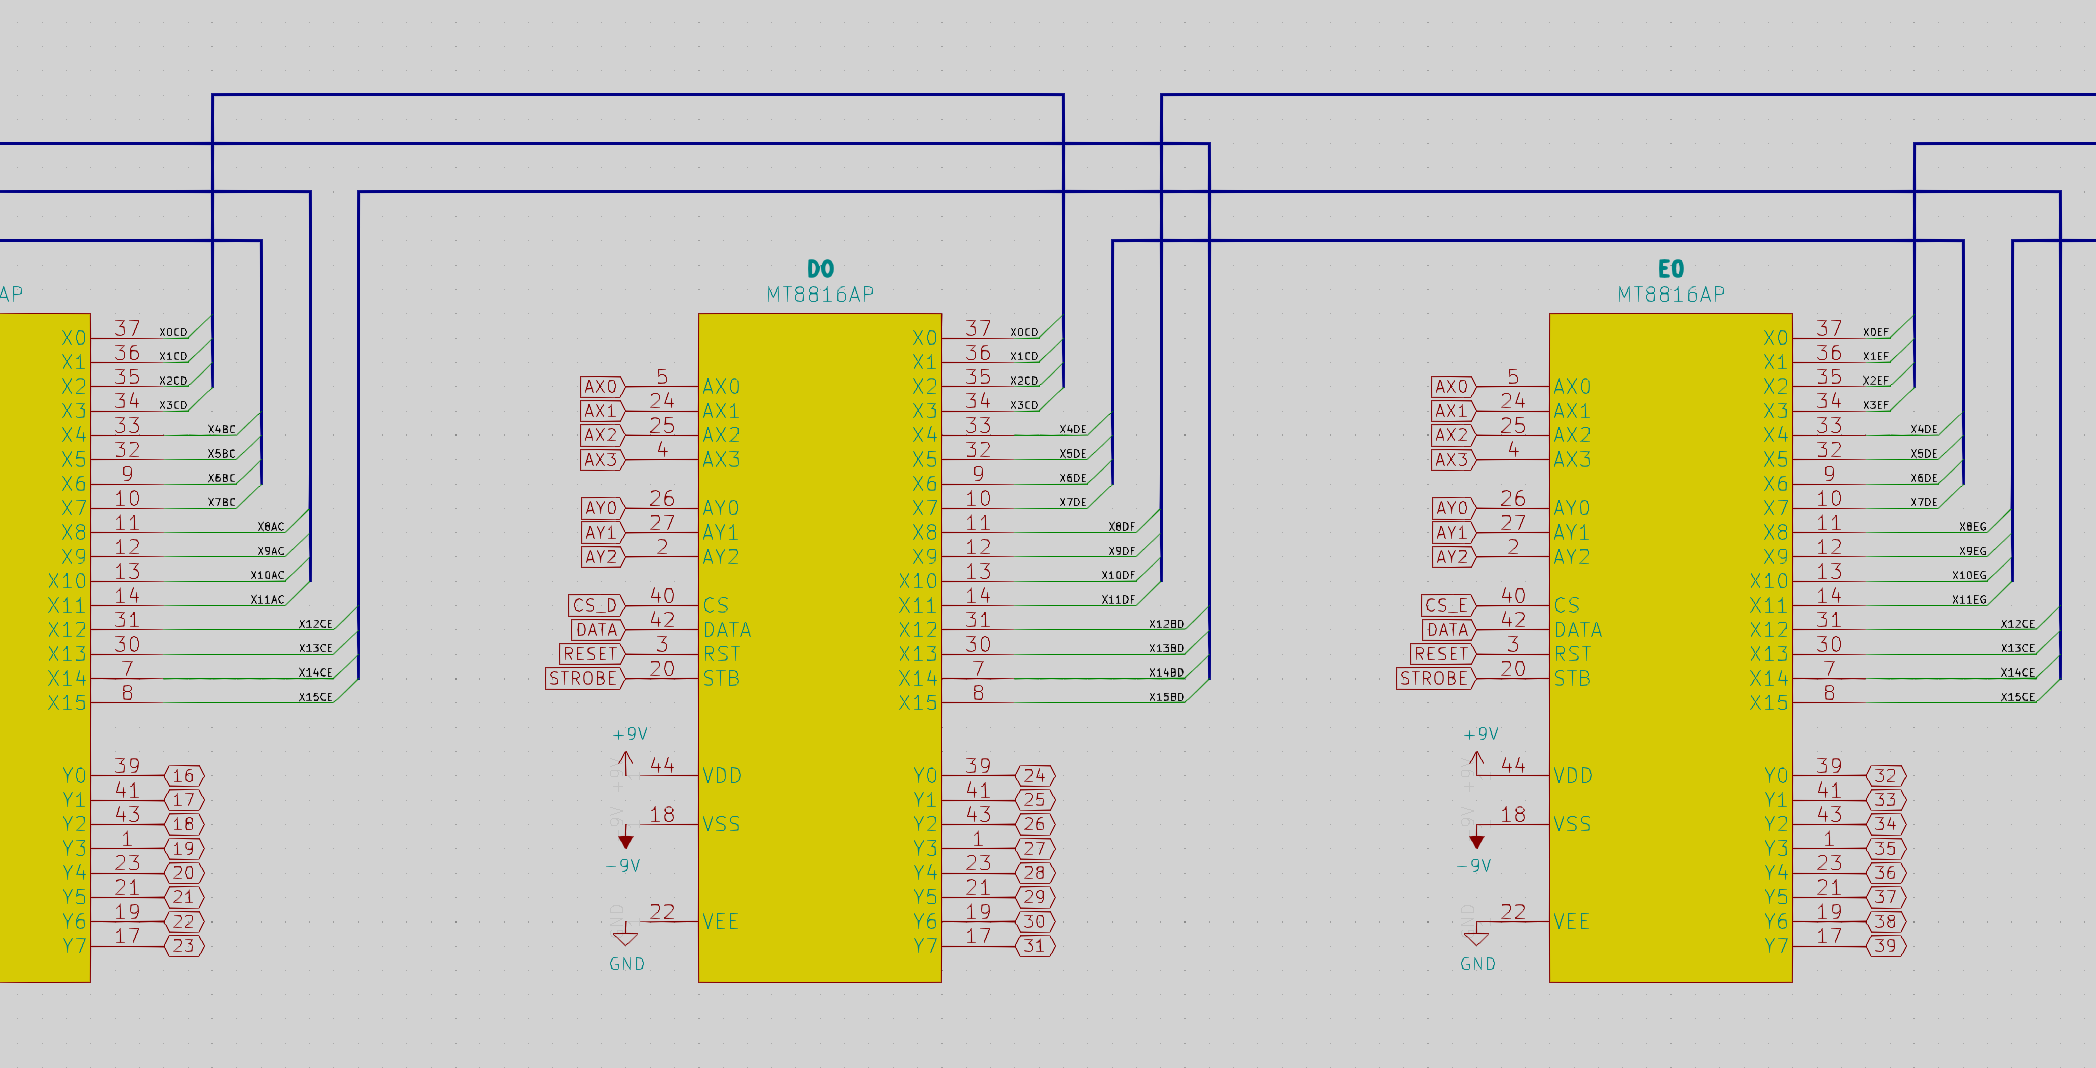 AP
X0 37 X0CD
X1 36 X1CD
X2 35 X2CD
X3 34 X3CD
X4 33 X4BC
X5 32 X5BC
X6 9 X6BC
X7 10 X7BC
X8 11 X8AC
X9 12 X9AC
X10 13 X10AC
X11 14 X11AC
X12 31 X12CE
X13 30 X13CE
X14 7 X14CE
X15 8 X15CE
Y0 39 16
Y1 41 17
Y2 43 18
Y3 1 19
Y4 23 20
Y5 21 21
Y6 19 22
Y7 17 23
D0
MT8816AP
AX0 5 AX0
AX1 24 AX1
AX2 25 AX2
AX3 4 AX3
AY0 26 AY0
AY1 27 AY1
AY2 2 AY2
CS_D 40 CS
DATA 42 DATA
RESET 3 RST
STROBE 20 STB
+9V
44 VDD
18 VSS
-9V
22 VEE
GND
X0 37 X0CD
X1 36 X1CD
X2 35 X2CD
X3 34 X3CD
X4 33 X4DE
X5 32 X5DE
X6 9 X6DE
X7 10 X7DE
X8 11 X8DF
X9 12 X9DF
X10 13 X10DF
X11 14 X11DF
X12 31 X12BD
X13 30 X13BD
X14 7 X14BD
X15 8 X15BD
Y0 39 24
Y1 41 25
Y2 43 26
Y3 1 27
Y4 23 28
Y5 21 29
Y6 19 30
Y7 17 31
E0
MT8816AP
AX0 5 AX0
AX1 24 AX1
AX2 25 AX2
AX3 4 AX3
AY0 26 AY0
AY1 27 AY1
AY2 2 AY2
CS_E 40 CS
DATA 42 DATA
RESET 3 RST
STROBE 20 STB
+9V
44 VDD
18 VSS
-9V
22 VEE
GND
X0 37 X0EF
X1 36 X1EF
X2 35 X2EF
X3 34 X3EF
X4 33 X4DE
X5 32 X5DE
X6 9 X6DE
X7 10 X7DE
X8 11 X8EG
X9 12 X9EG
X10 13 X10EG
X11 14 X11EG
X12 31 X12CE
X13 30 X13CE
X14 7 X14CE
X15 8 X15CE
Y0 39 32
Y1 41 33
Y2 43 34
Y3 1 35
Y4 23 36
Y5 21 37
Y6 19 38
Y7 17 39